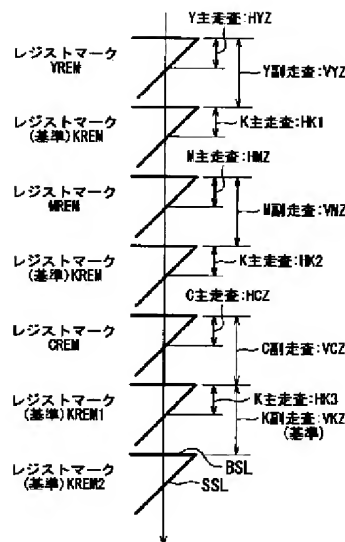 Y主走査:HYZ
レジストマーク
YREM
Y副走査:VYZ
レジストマーク
(基準)KREM
K主走査:HK1
M主走査:HMZ
レジストマーク
MREM
M副走査:VMZ
レジストマーク
(基準)KREM
K主走査:HK2
C主走査:HCZ
レジストマーク
CREM
C副走査:VCZ
レジストマーク
(基準)KREM1
K主走査:HK3
K副走査:VKZ
(基準)
レジストマーク
(基準)KREM2
BSL
SSL